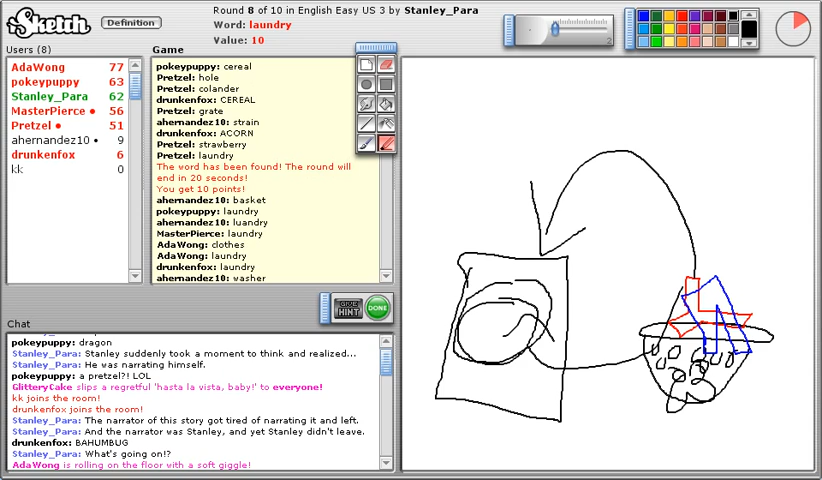 iSketch
Definition
Round 8 of 10 in English Easy US 3 by Stanley_Para
Word: laundry
Value: 10
2
Users (8)
AdaWong 77
pokeypuppy 63
Stanley_Para 62
MasterPierce • 56
Pretzel • 51
ahernandez10 • 9
drunkenfox 6
kk 0
Game
pokeypuppy: cereal
Pretzel: hole
Pretzel: colander
drunkenfox: CEREAL
Pretzel: grate
ahernandez10: strain
drunkenfox: ACORN
Pretzel: strawberry
Pretzel: laundry
The word has been found! The round will
end in 20 seconds!
You get 10 points!
ahernandez10: basket
pokeypuppy: laundry
ahernandez10: luandry
MasterPierce: laundry
AdaWong: clothes
AdaWong: laundry
drunkenfox: laundry
ahernandez10: washer
GIVE
HINT
DONE
Chat
pokeypuppy: dragon
Stanley_Para: Stanley suddenly took a moment to think and realized...
Stanley_Para: He was narrating himself.
pokeypuppy: a pretzel?! LOL
GlitteryCake slips a regretful 'hasta la vista, baby!' to everyone!
kk joins the room!
drunkenfox joins the room!
Stanley_Para: The narrator of this story got tired of narrating it and left.
Stanley_Para: And the narrator was Stanley, and yet Stanley didn't leave.
drunkenfox: BAHUMBUG
Stanley_Para: What's going on!?
AdaWong is rolling on the floor with a soft giggle!